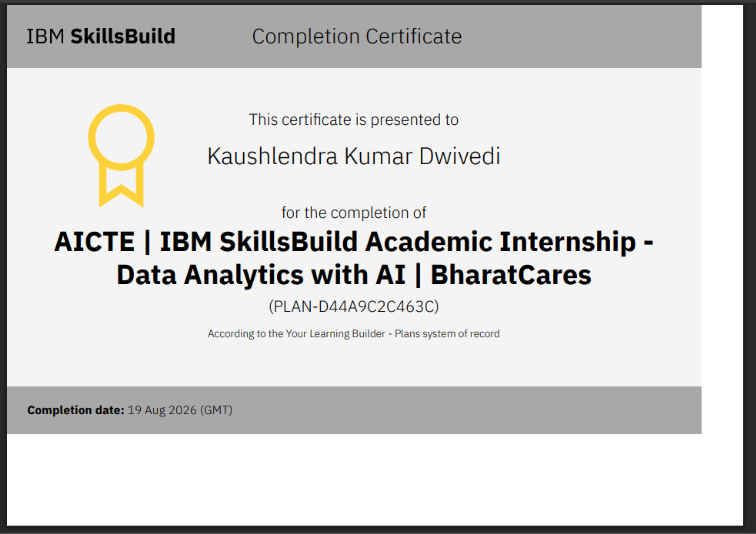 IBM SkillsBuild
Completion Certificate
This certificate is presented to
Kaushlendra Kumar Dwivedi
for the completion of
AICTE | IBM SkillsBuild Academic Internship -
Data Analytics with AI | BharatCares
(PLAN-D44A9C2C463C)
According to the Your Learning Builder - Plans system of record
Completion date: 19 Aug 2026 (GMT)